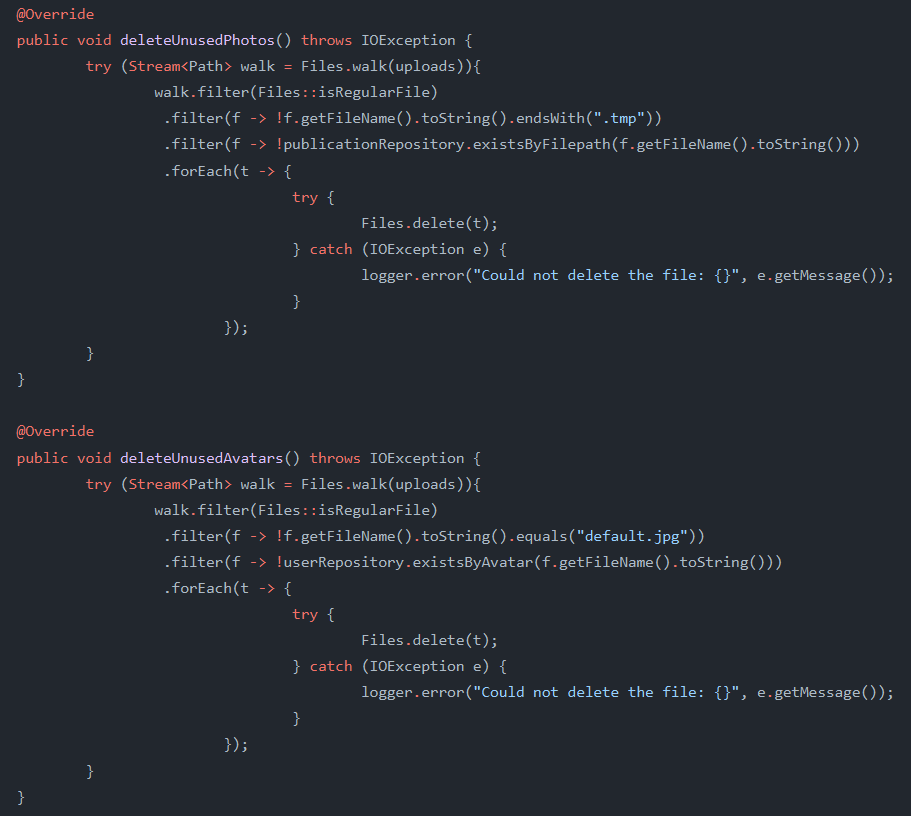 @Override
public void deleteUnusedPhotos() throws IOException {
        try (Stream<Path> walk = Files.walk(uploads)){
                walk.filter(Files::isRegularFile)
                 .filter(f -> !f.getFileName().toString().endsWith(".tmp"))
                 .filter(f -> !publicationRepository.existsByFilepath(f.getFileName().toString()))
                 .forEach(t -> {
                                try {
                                        Files.delete(t);
                                } catch (IOException e) {
                                        logger.error("Could not delete the file: {}", e.getMessage());
                                }
                        });
        }
}

@Override
public void deleteUnusedAvatars() throws IOException {
        try (Stream<Path> walk = Files.walk(uploads)){
                walk.filter(Files::isRegularFile)
                 .filter(f -> !f.getFileName().toString().equals("default.jpg"))
                 .filter(f -> !userRepository.existsByAvatar(f.getFileName().toString()))
                 .forEach(t -> {
                                try {
                                        Files.delete(t);
                                } catch (IOException e) {
                                        logger.error("Could not delete the file: {}", e.getMessage());
                                }
                        });
        }
}